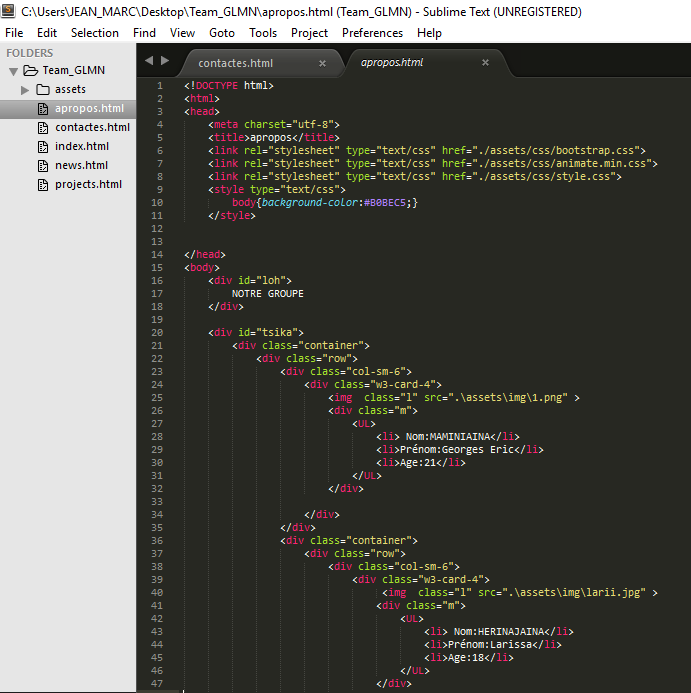 C:\Users\JEAN_MARC\Desktop\Team_GLMN\apropos.html (Team_GLMN) - Sublime Text (UNREGISTERED)
File Edit Selection Find View Goto Tools Project Preferences Help
FOLDERS
Team_GLMN
assets
apropos.html
contactes.html
index.html
news.html
projects.html
contactes.html × apropos.html ×
1 <!DOCTYPE html>
2 <html>
3 <head>
4 <meta charset="utf-8">
5 <title>apropos</title>
6 <link rel="stylesheet" type="text/css" href="./assets/css/bootstrap.css">
7 <link rel="stylesheet" type="text/css" href="./assets/css/animate.min.css">
8 <link rel="stylesheet" type="text/css" href="./assets/css/style.css">
9 <style type="text/css">
10 body{background-color:#B0BEC5;}
11 </style>
12
13
14 </head>
15 <body>
16 <div id="loh">
17 NOTRE GROUPE
18 </div>
19
20 <div id="tsika">
21 <div class="container">
22 <div class="row">
23 <div class="col-sm-6">
24 <div class="w3-card-4">
25 <img  class="l" src=".\assets\img\1.png" >
26 <div class="m">
27 <UL>
28 <li> Nom:MAMINIAINA</li>
29 <li>Prénom:Georges Eric</li>
30 <li>Age:21</li>
31 </UL>
32 </div>
33
34 </div>
35 </div>
36 <div class="container">
37 <div class="row">
38 <div class="col-sm-6">
39 <div class="w3-card-4">
40 <img  class="l" src=".\assets\img\larii.jpg" >
41 <div class="m">
42 <UL>
43 <li> Nom:HERINAJAINA</li>
44 <li>Prénom:Larissa</li>
45 <li>Age:18</li>
46 </UL>
47 </div>